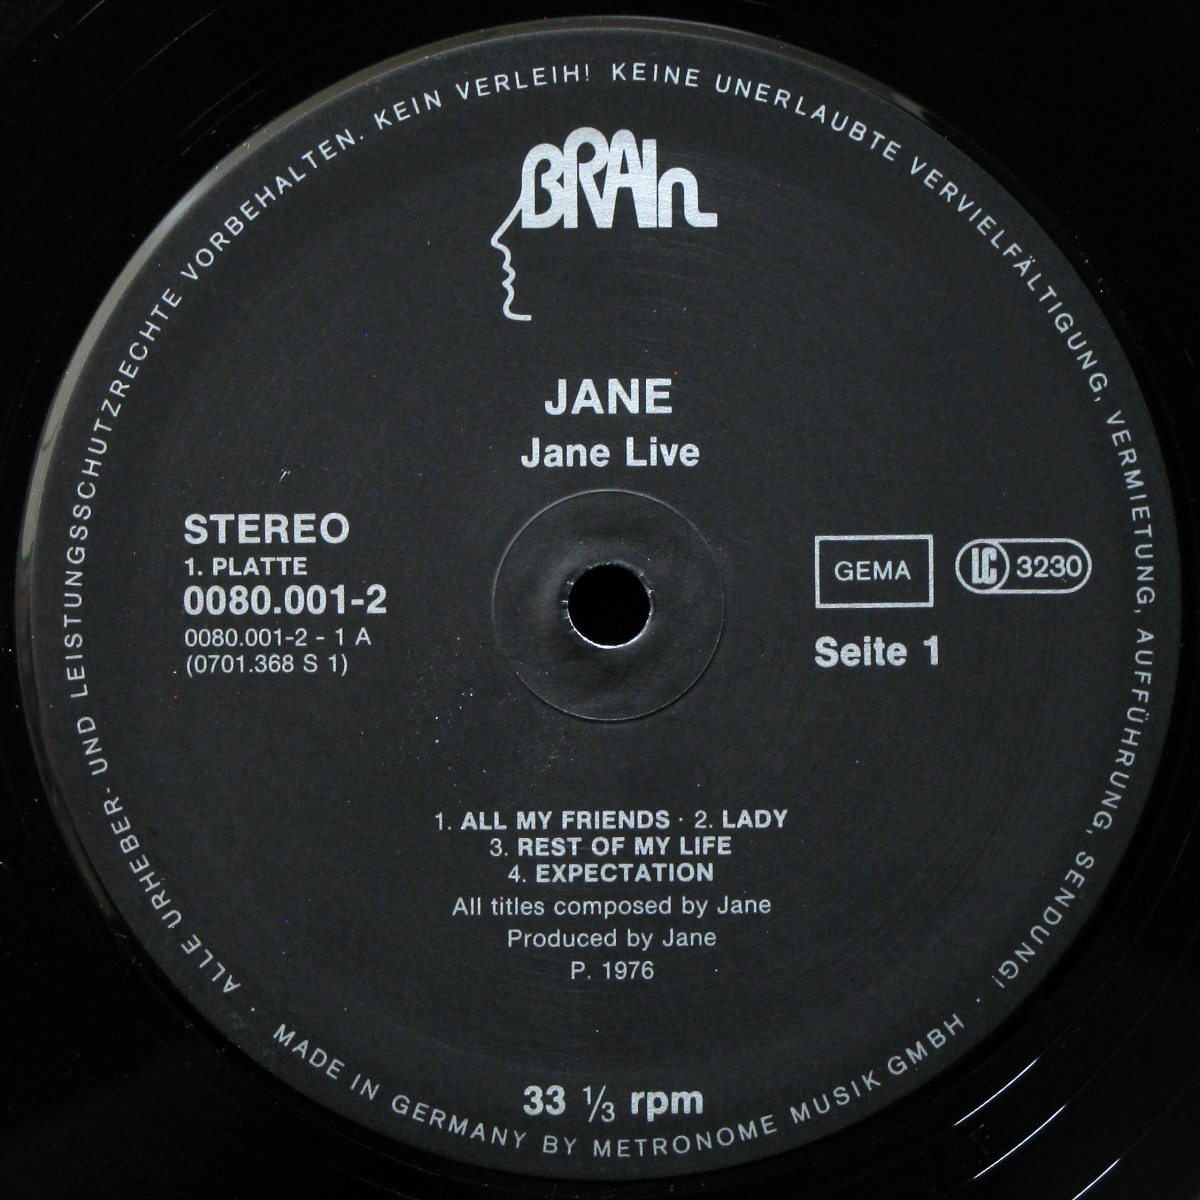 ALLE URHEBER- UND LEISTUNGSSCHUTZRECHTE VORBEHALTEN. KEIN VERLEIH! KEINE UNERLAUBTE VERVIELFÄLTIGUNG, VERMIETUNG, AUFFÜHRUNG, SENDUNG!
BRAIn
JANE
Jane Live
STEREO
1. PLATTE
0080.001-2
0080.001-2 - 1 A
(0701.368 S 1)
GEMA
LC 3230
Seite 1
1. ALL MY FRIENDS · 2. LADY
3. REST OF MY LIFE
4. EXPECTATION
All titles composed by Jane
Produced by Jane
P. 1976
33 ⅓ rpm
· MADE IN GERMANY BY METRONOME MUSIK GMBH ·